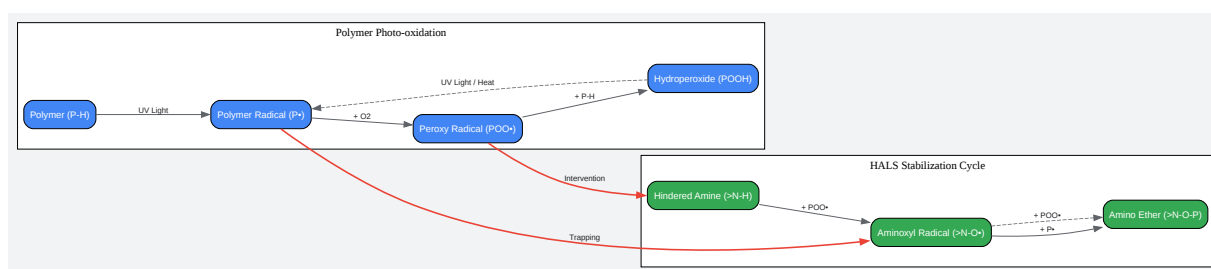 Polymer Photo-oxidation
Hydroperoxide (POOH)
UV Light / Heat
+ P-H
Polymer (P-H)
UV Light
Polymer Radical (P•)
+ O2
Peroxy Radical (POO•)
HALS Stabilization Cycle
Intervention
Hindered Amine (>N-H)
+ POO•
Aminoxyl Radical (>N-O•)
+ POO•
+ P•
Amino Ether (>N-O-P)
Trapping